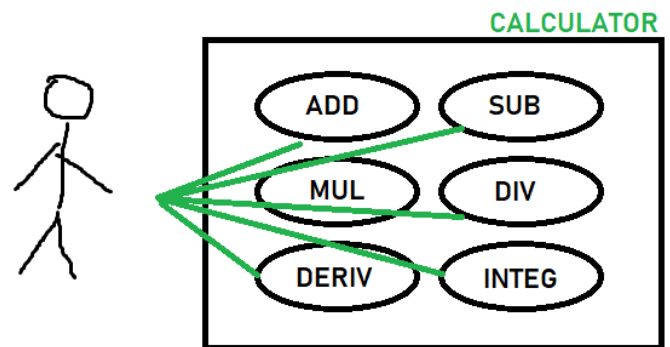 CALCULATOR
ADD SUB
MUL DIV
DERIV INTEG